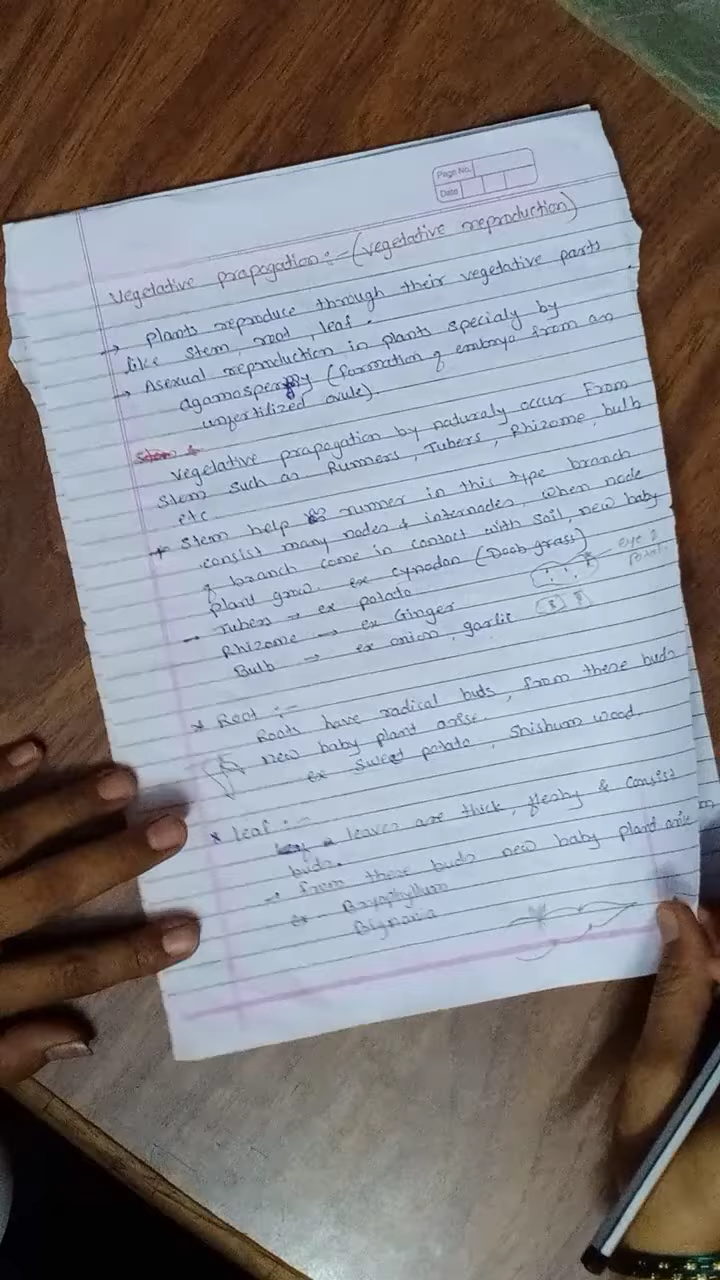 Page No.
Date
Vegetative prapogation :- (vegetative reproduction)
→ Plants reproduce through their vegetative parts
like stem, root, leaf.
→ Asexual reproduction in plants specialy by
agamospermy (formation of embryo from an
unfertilized ovule).
Stem
vegetative prapogation by naturaly occur from
stem such as Runners, Tubers, Rhizome, bulb
etc
→ Stem help runner in this type branch
consist many nodes & internodes. when node
of branch come in contact with soil, new baby
plant grow. ex cynodon (Doob grass)
- Tubers → ex potato
eye
Rhizome → ex Ginger
Bulb → ex onion, garlic
* Root :-
Roots have radical buds, from these buds
new baby plant arise.
ex sweet potato, Shishum wood.
* leaf :-
leaves are thick, fleshy & consist
buds.
→ from these buds new baby plant arise
ex - Bryophyllum